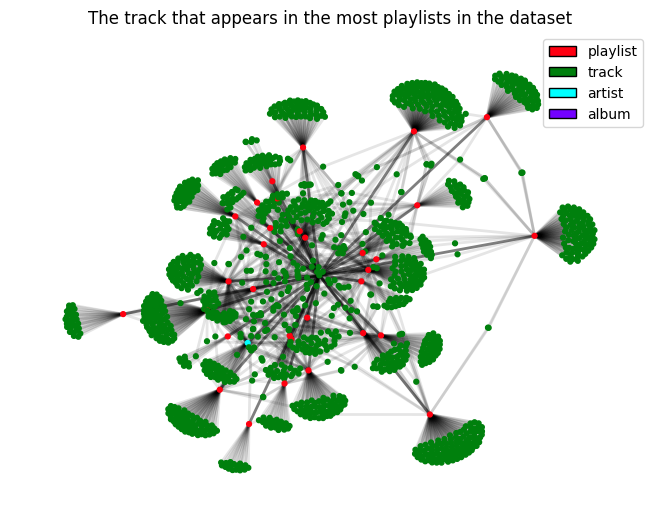 The track that appears in the most playlists in the dataset
playlist
track
artist
album